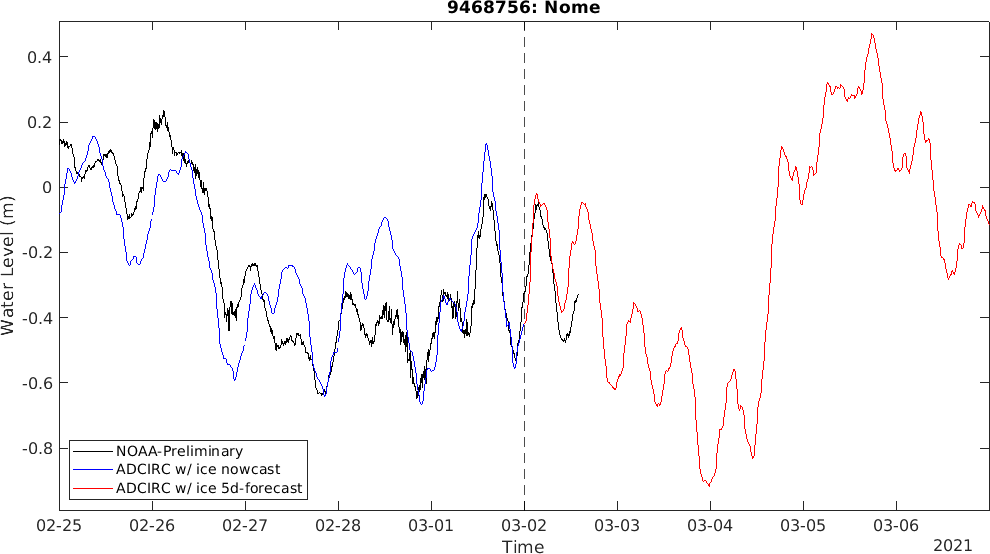 9468756: Nome
Water Level (m)
0.4
0.2
0
-0.2
-0.4
-0.6
-0.8
NOAA-Preliminary
ADCIRC w/ ice nowcast
ADCIRC w/ ice 5d-forecast
02-25 02-26 02-27 02-28 03-01 03-02 03-03 03-04 03-05 03-06
Time
2021